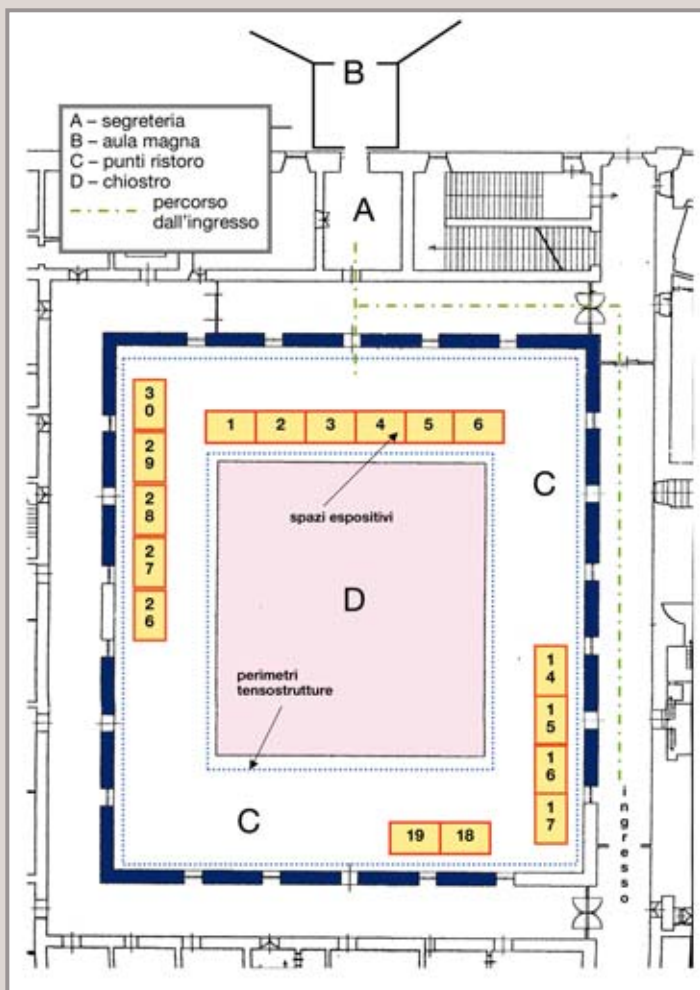 B
A – segreteria
B – aula magna
C – punti ristoro
D – chiostro
percorso
dall'ingresso
A
30
29
28
27
26
1 2 3 4 5 6
C
spazi espositivi
D
perimetri
tensostrutture
14
15
16
17
C
19 18
ingresso